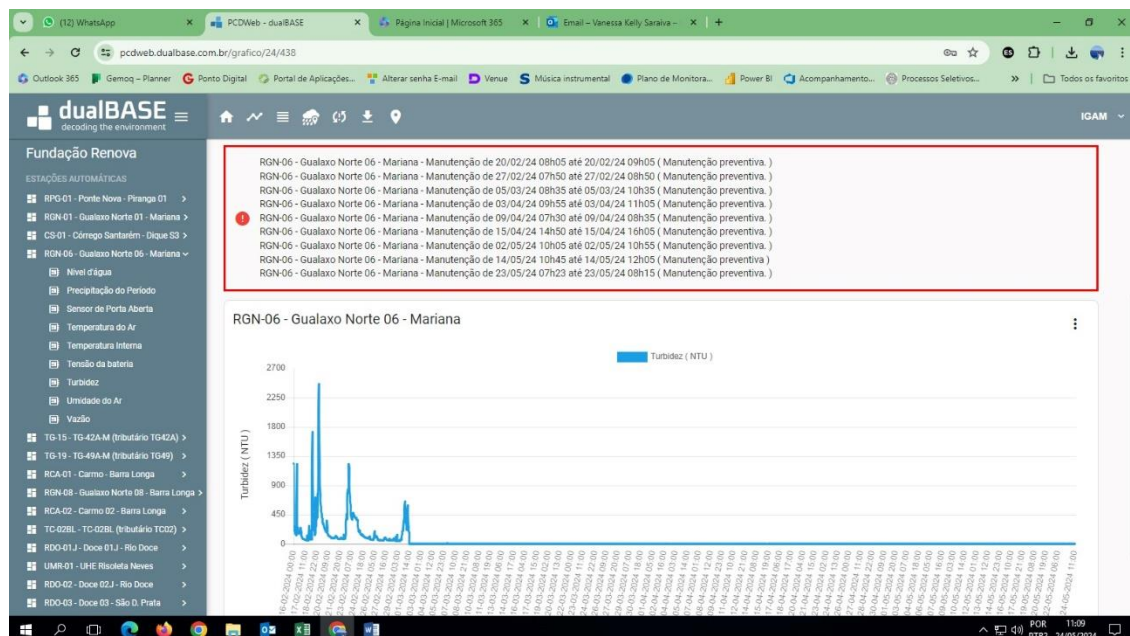 (12) WhatsApp
PCDWeb - dualBASE
Página Inicial | Microsoft 365
Email – Vanessa Kelly Saraiva –
pcdweb.dualbase.com.br/grafico/24/438
Outlook 365
Gemoq – Planner
Ponto Digital
Portal de Aplicações...
Alterar senha E-mail
Venue
Música instrumental
Plano de Monitora...
Power BI
Acompanhamento...
Processos Seletivos...
Todos os favoritos
dualBASE
decoding the environment
IGAM
Fundação Renova
ESTAÇÕES AUTOMÁTICAS
RPG-01 - Ponte Nova - Piranga 01
RGN-01 - Gualaxo Norte 01 - Mariana
CS-01 - Córrego Santarém - Dique S3
RGN-06 - Gualaxo Norte 06 - Mariana
Nível d'água
Precipitação do Período
Sensor de Porta Aberta
Temperatura do Ar
Temperatura Interna
Tensão da bateria
Turbidez
Umidade do Ar
Vazão
TG-15 - TG-42A-M (tributário TG42A)
TG-19 - TG-49A-M (tributário TG49)
RCA-01 - Carmo - Barra Longa
RGN-08 - Gualaxo Norte 08 - Barra Longa
RCA-02 - Carmo 02 - Barra Longa
TC-02BL - TC-02BL (tributário TC02)
RDO-01J - Doce 01J - Rio Doce
UMR-01 - UHE Risoleta Neves
RDO-02 - Doce 02J - Rio Doce
RDO-03 - Doce 03 - São D. Prata
RGN-06 - Gualaxo Norte 06 - Mariana - Manutenção de 20/02/24 08h05 até 20/02/24 09h05 ( Manutenção preventiva. )
RGN-06 - Gualaxo Norte 06 - Mariana - Manutenção de 27/02/24 07h50 até 27/02/24 08h50 ( Manutenção preventiva. )
RGN-06 - Gualaxo Norte 06 - Mariana - Manutenção de 05/03/24 08h35 até 05/03/24 10h35 ( Manutenção preventiva. )
RGN-06 - Gualaxo Norte 06 - Mariana - Manutenção de 03/04/24 09h55 até 03/04/24 11h05 ( Manutenção preventiva. )
RGN-06 - Gualaxo Norte 06 - Mariana - Manutenção de 09/04/24 07h30 até 09/04/24 08h35 ( Manutenção preventiva. )
RGN-06 - Gualaxo Norte 06 - Mariana - Manutenção de 15/04/24 14h50 até 15/04/24 16h05 ( Manutenção preventiva. )
RGN-06 - Gualaxo Norte 06 - Mariana - Manutenção de 02/05/24 10h05 até 02/05/24 10h55 ( Manutenção preventiva. )
RGN-06 - Gualaxo Norte 06 - Mariana - Manutenção de 14/05/24 10h45 até 14/05/24 12h05 ( Manutenção preventiva )
RGN-06 - Gualaxo Norte 06 - Mariana - Manutenção de 23/05/24 07h23 até 23/05/24 08h15 ( Manutenção preventiva. )
RGN-06 - Gualaxo Norte 06 - Mariana
Turbidez ( NTU )
Turbidez ( NTU )
2700
2250
1800
1350
900
450
0
POR
11:09
PTB2
24/05/2024